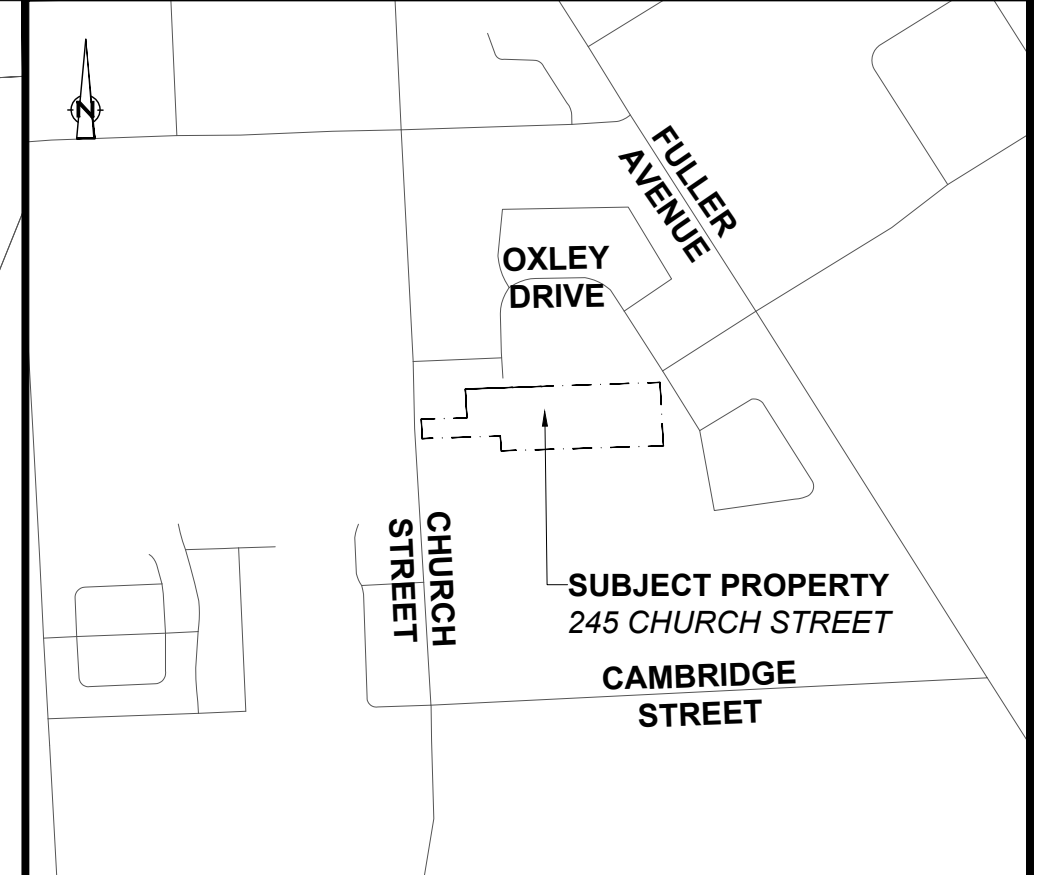 N
FULLER
AVENUE
OXLEY
DRIVE
CHURCH
STREET
SUBJECT PROPERTY
245 CHURCH STREET
CAMBRIDGE
STREET